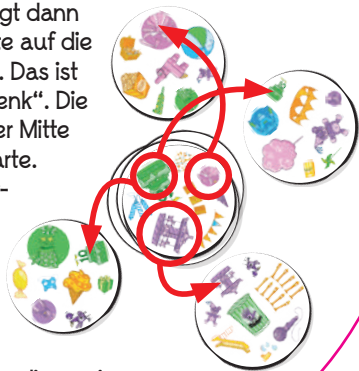 gt dann
te auf die
. Das ist
enk“. Die
er Mitte
arte.
-